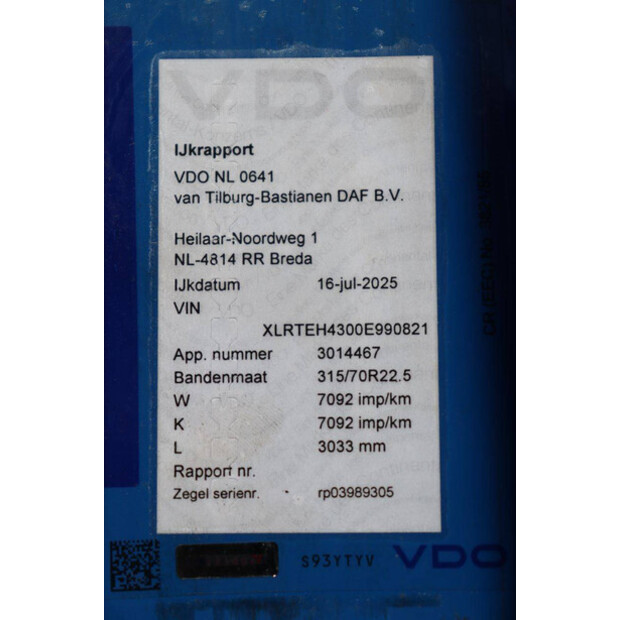 VDO
IJkrapport
VDO NL 0641
van Tilburg-Bastianen DAF B.V.
Heilaar-Noordweg 1
NL-4814 RR Breda
IJkdatum 16-jul-2025
VIN
XLRTEH4300E990821
App. nummer 3014467
Bandenmaat 315/70R22.5
W 7092 imp/km
K 7092 imp/km
L 3033 mm
Rapport nr.
Zegel serienr. rp03989305
S93YTYV VDO